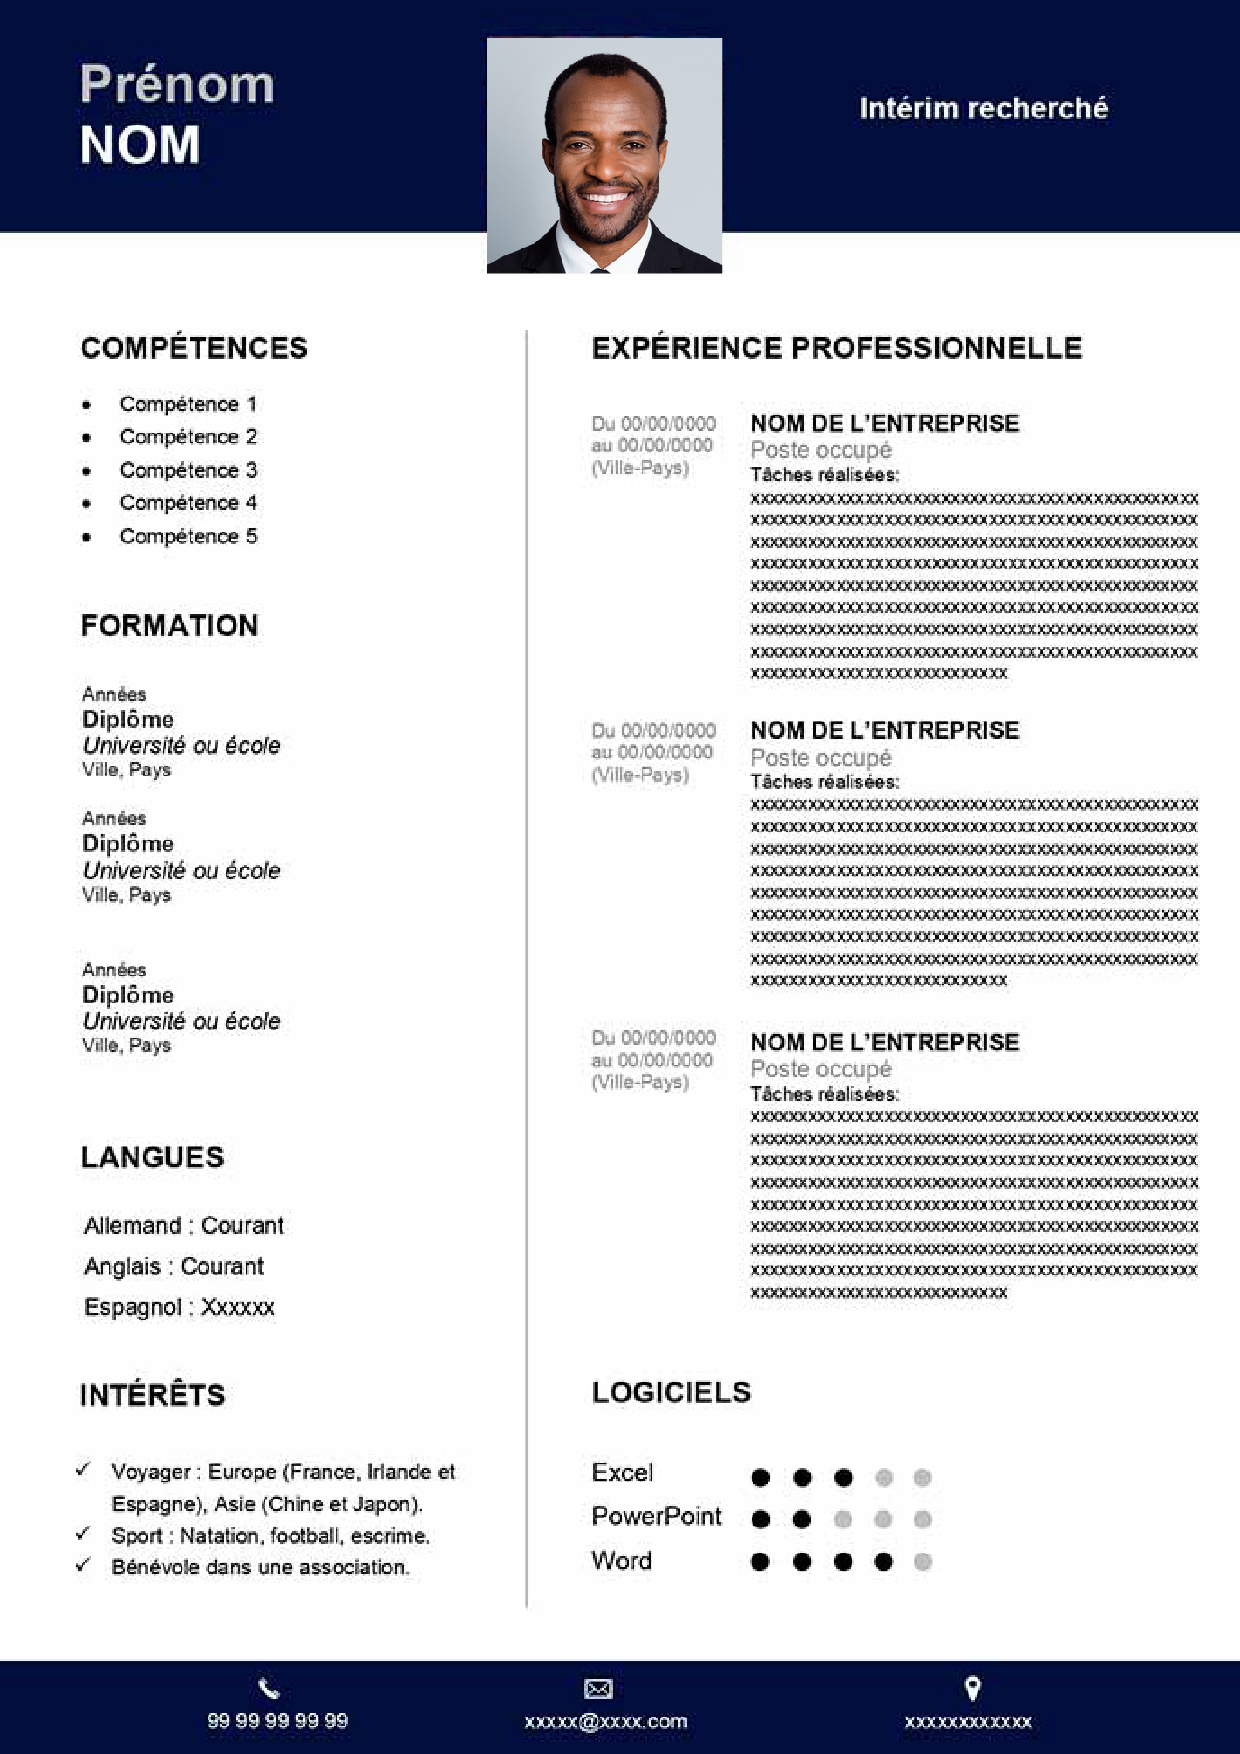 Prénom
NOM
Intérim recherché
COMPÉTENCES
• Compétence 1
• Compétence 2
• Compétence 3
• Compétence 4
• Compétence 5
FORMATION
Années
Diplôme
Université ou école
Ville, Pays
Années
Diplôme
Université ou école
Ville, Pays
Années
Diplôme
Université ou école
Ville, Pays
LANGUES
Allemand : Courant
Anglais : Courant
Espagnol : Xxxxxx
INTÉRÊTS
✓ Voyager : Europe (France, Irlande et
Espagne), Asie (Chine et Japon).
✓ Sport : Natation, football, escrime.
✓ Bénévole dans une association.
EXPÉRIENCE PROFESSIONNELLE
Du 00/00/0000
au 00/00/0000
(Ville-Pays)
NOM DE L’ENTREPRISE
Poste occupé
Tâches réalisées:
Du 00/00/0000
au 00/00/0000
(Ville-Pays)
NOM DE L’ENTREPRISE
Poste occupé
Tâches réalisées:
Du 00/00/0000
au 00/00/0000
(Ville-Pays)
NOM DE L’ENTREPRISE
Poste occupé
Tâches réalisées:
LOGICIELS
Excel
PowerPoint
Word
99 99 99 99 99
xxxxx@xxxx.com
xxxxxxxxxxxx